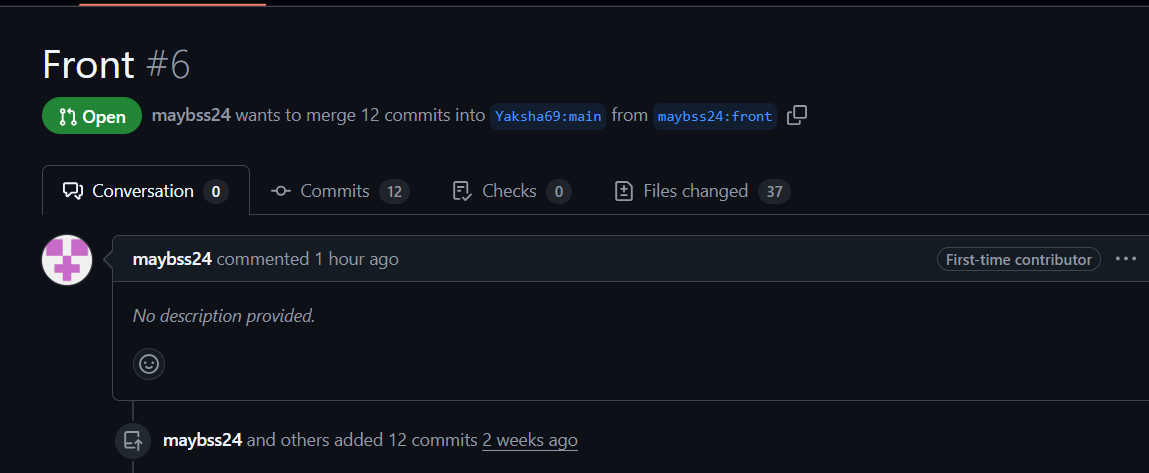 Front #6
Open maybss24 wants to merge 12 commits into Yaksha69:main from maybss24:front
Conversation 0 Commits 12 Checks 0 Files changed 37
maybss24 commented 1 hour ago First-time contributor
No description provided.
maybss24 and others added 12 commits 2 weeks ago